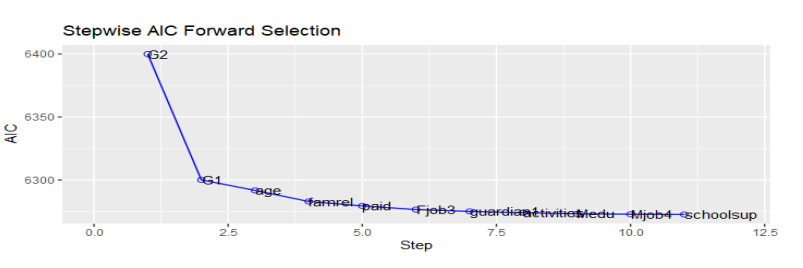 Stepwise AIC Forward Selection
6400
6350
6300
AIC
G2
G1
age
famrel
paid
Fjob3
guardian1
activities
Medu
Mjob4
schoolsup
0.0 2.5 5.0 7.5 10.0 12.5
Step